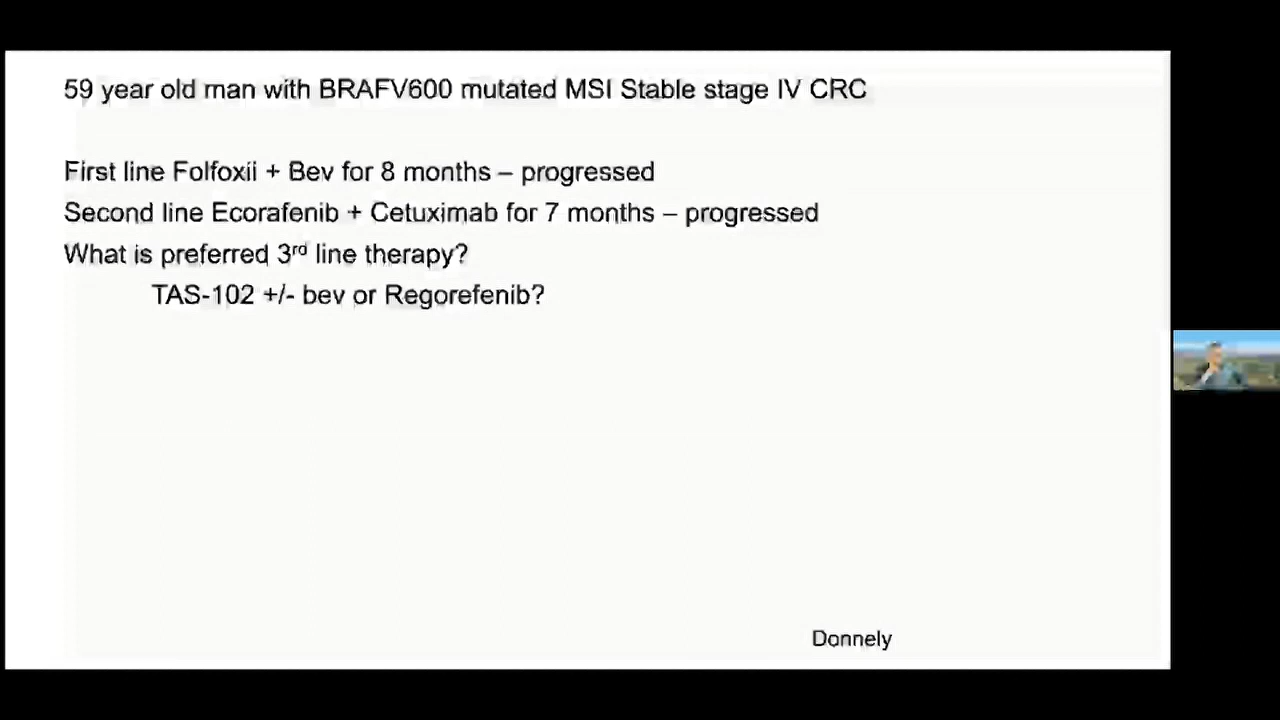 59 year old man with BRAFV600 mutated MSI Stable stage IV CRC
First line Folfoxii + Bev for 8 months – progressed
Second line Ecorafenib + Cetuximab for 7 months – progressed
What is preferred 3rd line therapy?
TAS-102 +/- bev or Regorefenib?
Donnely